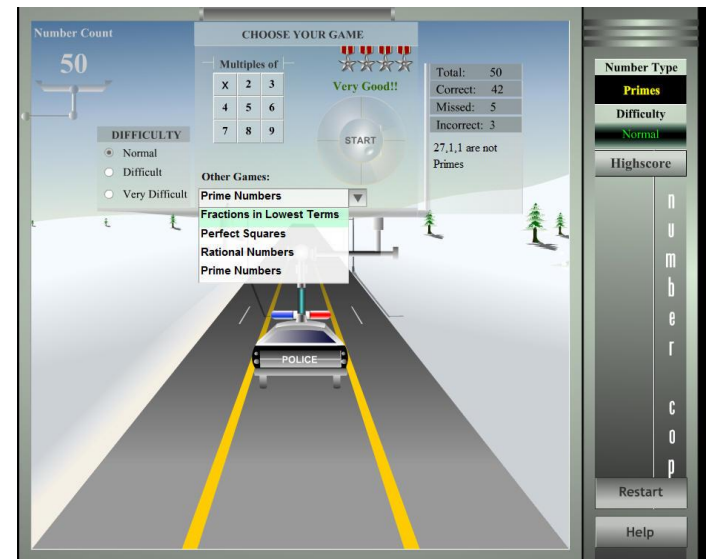 Number Count
50
CHOOSE YOUR GAME
Multiples of
X 2 3
4 5 6
7 8 9
Very Good!!
START
Total: 50
Correct: 42
Missed: 5
Incorrect: 3
27,1,1 are not
Primes
DIFFICULTY
Normal
Difficult
Very Difficult
Other Games:
Prime Numbers
Fractions in Lowest Terms
Perfect Squares
Rational Numbers
Prime Numbers
POLICE
Number Type
Primes
Difficulty
Normal
Highscore
number cop
Restart
Help